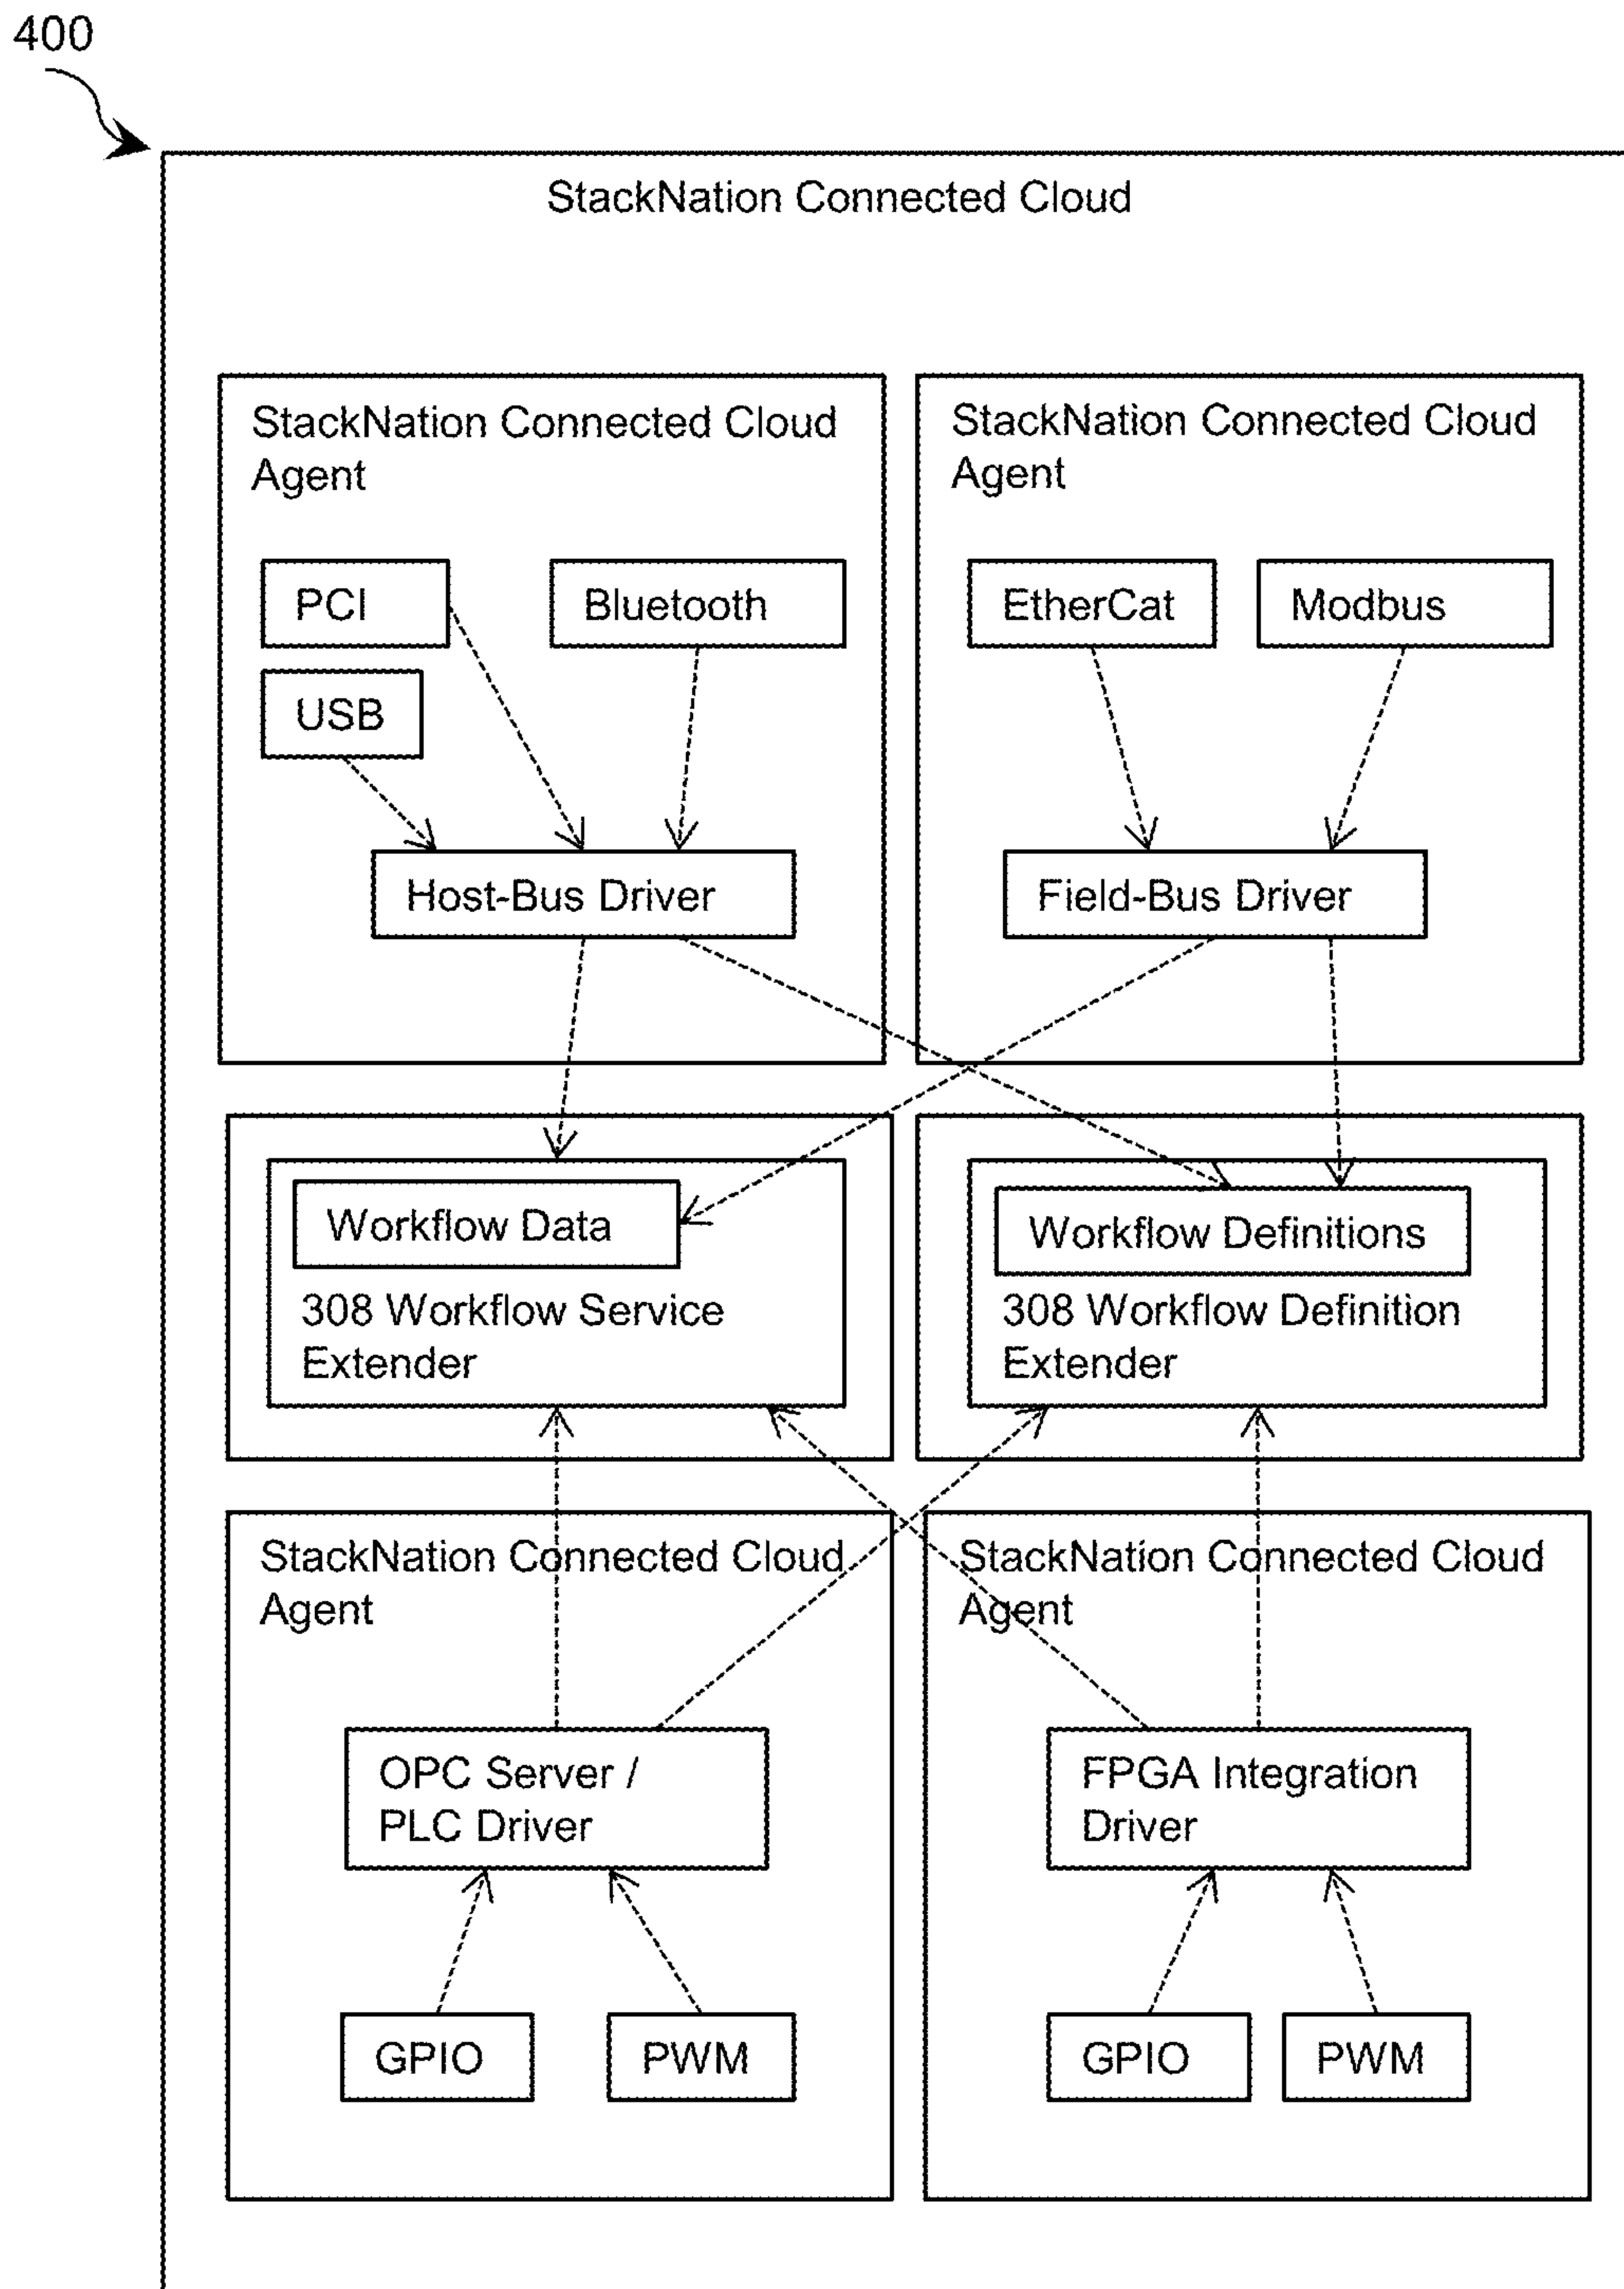 400
StackNation Connected Cloud
StackNation Connected Cloud
Agent
PCI
Bluetooth
USB
Host-Bus Driver
StackNation Connected Cloud
Agent
EtherCat
Modbus
Field-Bus Driver
Workflow Data
308 Workflow Service
Extender
Workflow Definitions
308 Workflow Definition
Extender
StackNation Connected Cloud
Agent
OPC Server /
PLC Driver
GPIO
PWM
StackNation Connected Cloud
Agent
FPGA Integration
Driver
GPIO
PWM